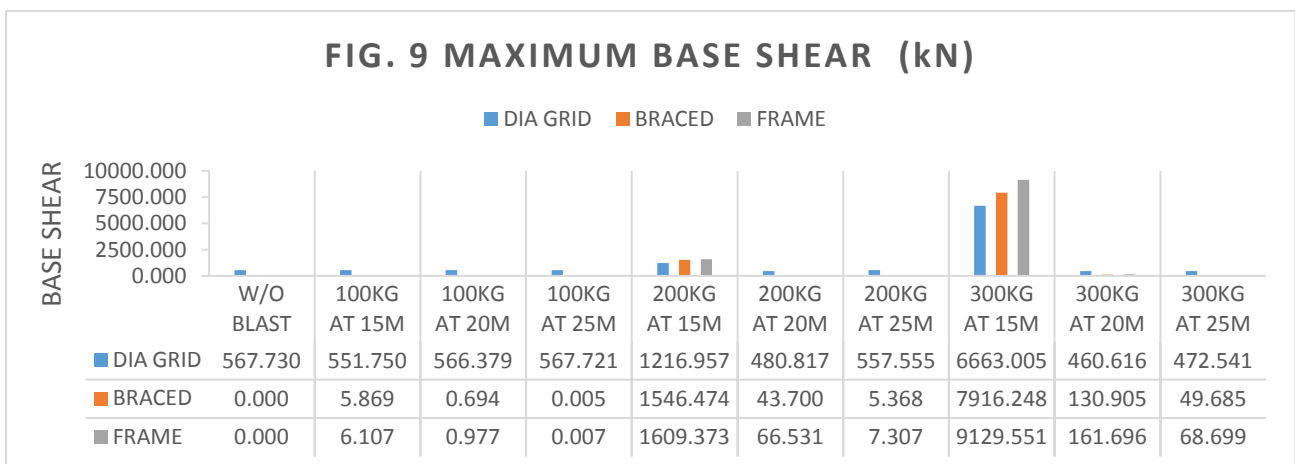 FIG. 9 MAXIMUM BASE SHEAR (kN)
DIA GRID BRACED FRAME
BASE SHEAR
10000.000
7500.000
5000.000
2500.000
0.000
W/O BLAST 100KG AT 15M 100KG AT 20M 100KG AT 25M 200KG AT 15M 200KG AT 20M 200KG AT 25M 300KG AT 15M 300KG AT 20M 300KG AT 25M
DIA GRID 567.730 551.750 566.379 567.721 1216.957 480.817 557.555 6663.005 460.616 472.541
BRACED 0.000 5.869 0.694 0.005 1546.474 43.700 5.368 7916.248 130.905 49.685
FRAME 0.000 6.107 0.977 0.007 1609.373 66.531 7.307 9129.551 161.696 68.699